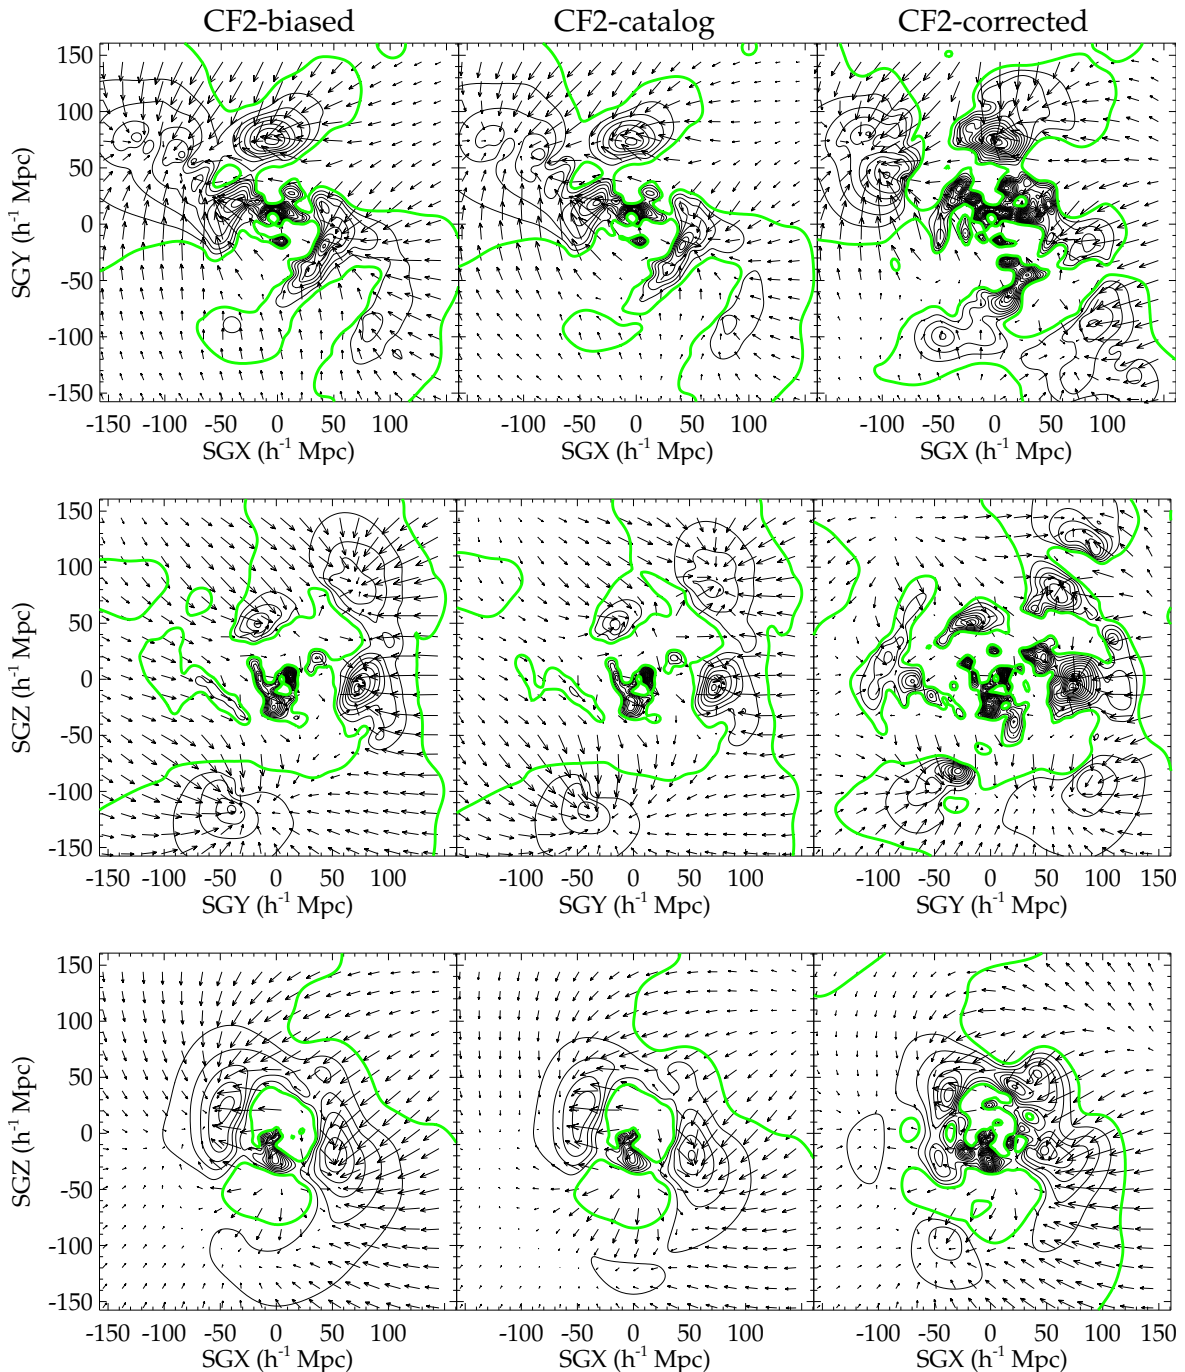 CF2-biased CF2-catalog CF2-corrected
150
100
50
0
-50
-100
-150
SGY (h⁻¹ Mpc)
-150 -100 -50 0 50 100 -100 -50 0 50 100 -100 -50 0 50 100
SGX (h⁻¹ Mpc) SGX (h⁻¹ Mpc) SGX (h⁻¹ Mpc)
150
100
50
0
-50
-100
-150
SGZ (h⁻¹ Mpc)
-150 -100 -50 0 50 100 -100 -50 0 50 100 -100 -50 0 50 100 150
SGY (h⁻¹ Mpc) SGY (h⁻¹ Mpc) SGY (h⁻¹ Mpc)
150
100
50
0
-50
-100
-150
SGZ (h⁻¹ Mpc)
-150 -100 -50 0 50 100 -100 -50 0 50 100 -100 -50 0 50 100 150
SGX (h⁻¹ Mpc) SGX (h⁻¹ Mpc) SGX (h⁻¹ Mpc)